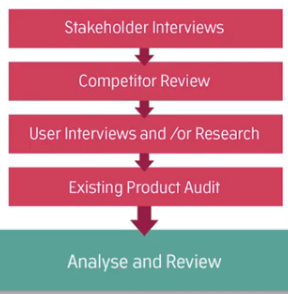 Stakeholder Interviews
Competitor Review
User Interviews and /or Research
Existing Product Audit
Analyse and Review